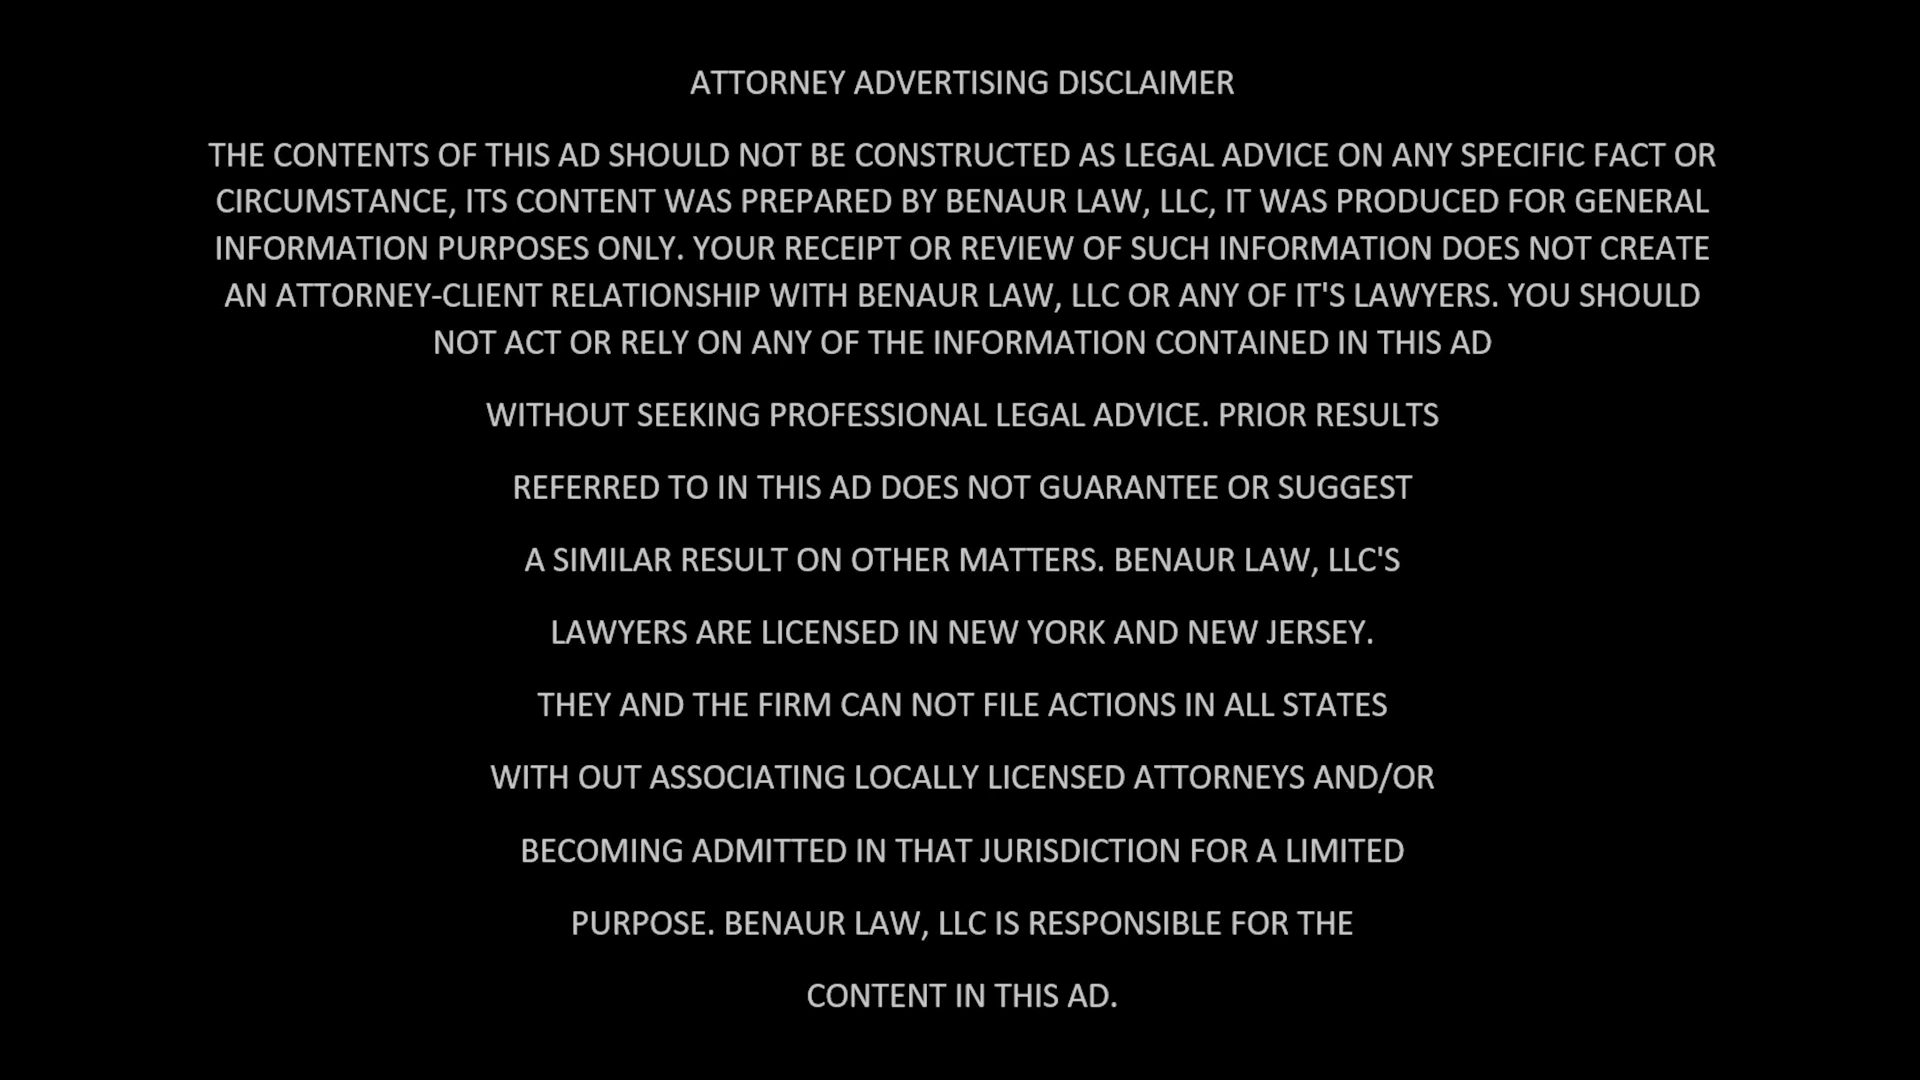 ATTORNEY ADVERTISING DISCLAIMER
THE CONTENTS OF THIS AD SHOULD NOT BE CONSTRUCTED AS LEGAL ADVICE ON ANY SPECIFIC FACT OR
CIRCUMSTANCE, ITS CONTENT WAS PREPARED BY BENAUR LAW, LLC, IT WAS PRODUCED FOR GENERAL
INFORMATION PURPOSES ONLY. YOUR RECEIPT OR REVIEW OF SUCH INFORMATION DOES NOT CREATE
AN ATTORNEY-CLIENT RELATIONSHIP WITH BENAUR LAW, LLC OR ANY OF IT'S LAWYERS. YOU SHOULD
NOT ACT OR RELY ON ANY OF THE INFORMATION CONTAINED IN THIS AD
WITHOUT SEEKING PROFESSIONAL LEGAL ADVICE. PRIOR RESULTS
REFERRED TO IN THIS AD DOES NOT GUARANTEE OR SUGGEST
A SIMILAR RESULT ON OTHER MATTERS. BENAUR LAW, LLC'S
LAWYERS ARE LICENSED IN NEW YORK AND NEW JERSEY.
THEY AND THE FIRM CAN NOT FILE ACTIONS IN ALL STATES
WITH OUT ASSOCIATING LOCALLY LICENSED ATTORNEYS AND/OR
BECOMING ADMITTED IN THAT JURISDICTION FOR A LIMITED
PURPOSE. BENAUR LAW, LLC IS RESPONSIBLE FOR THE
CONTENT IN THIS AD.